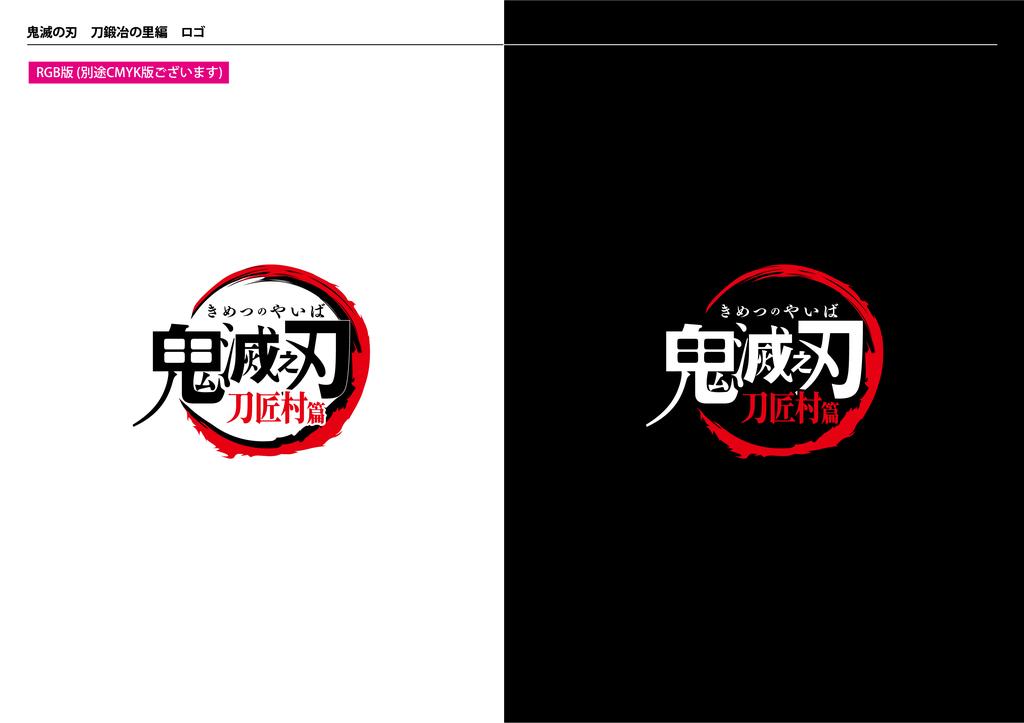 鬼滅の刃　刀鍛冶の里編　ロゴ
RGB版 (別途CMYK版ございます)
きめつのやいば
鬼滅之刃
刀匠村篇
きめつのやいば
鬼滅之刃
刀匠村篇